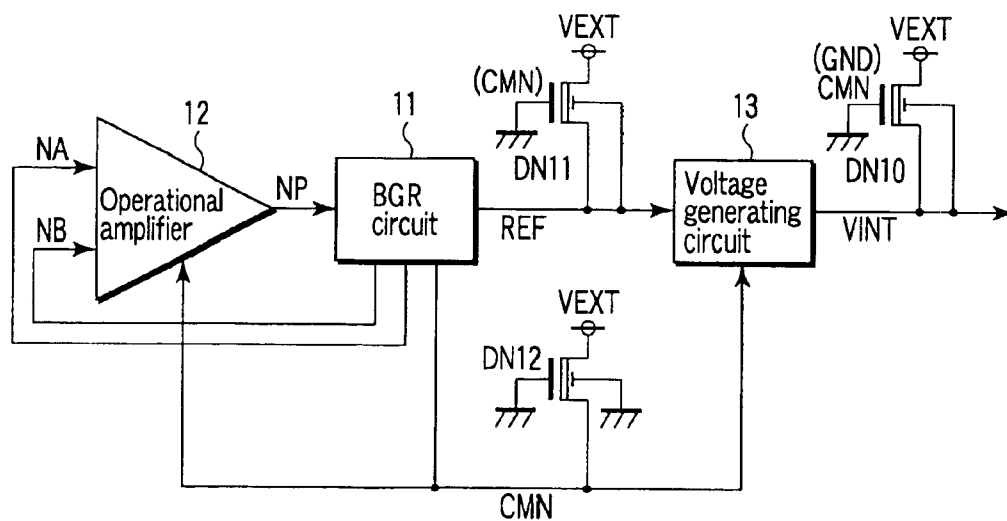 VEXT
VEXT
(CMN)
(GND)
CMN
12
11
13
NA
NP
DN11
DN10
Operational
amplifier
BGR
circuit
Voltage
generating
circuit
NB
REF
VINT
VEXT
DN12
CMN